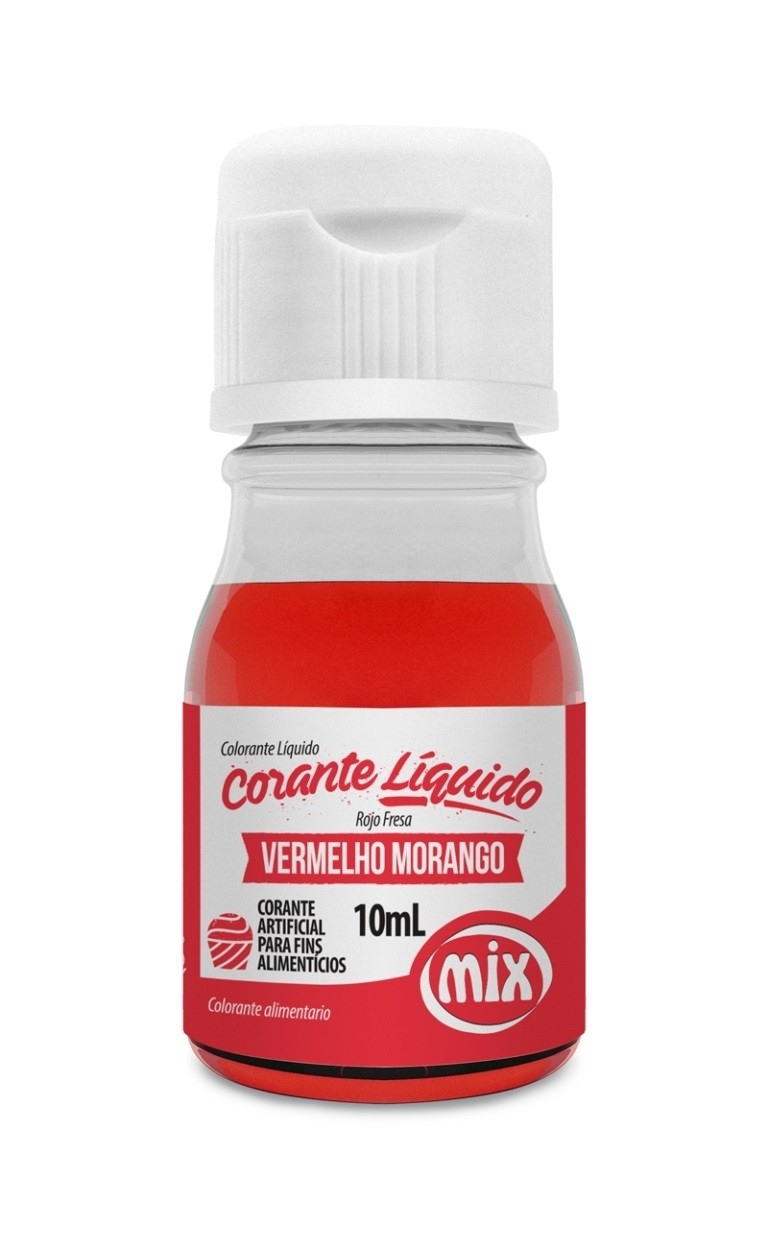 Colorante Líquido
Corante Líquido
Rojo Fresa
VERMELHO MORANGO
CORANTE
ARTIFICIAL
PARA FINS
ALIMENTÍCIOS
10mL
mix
Colorante alimentario